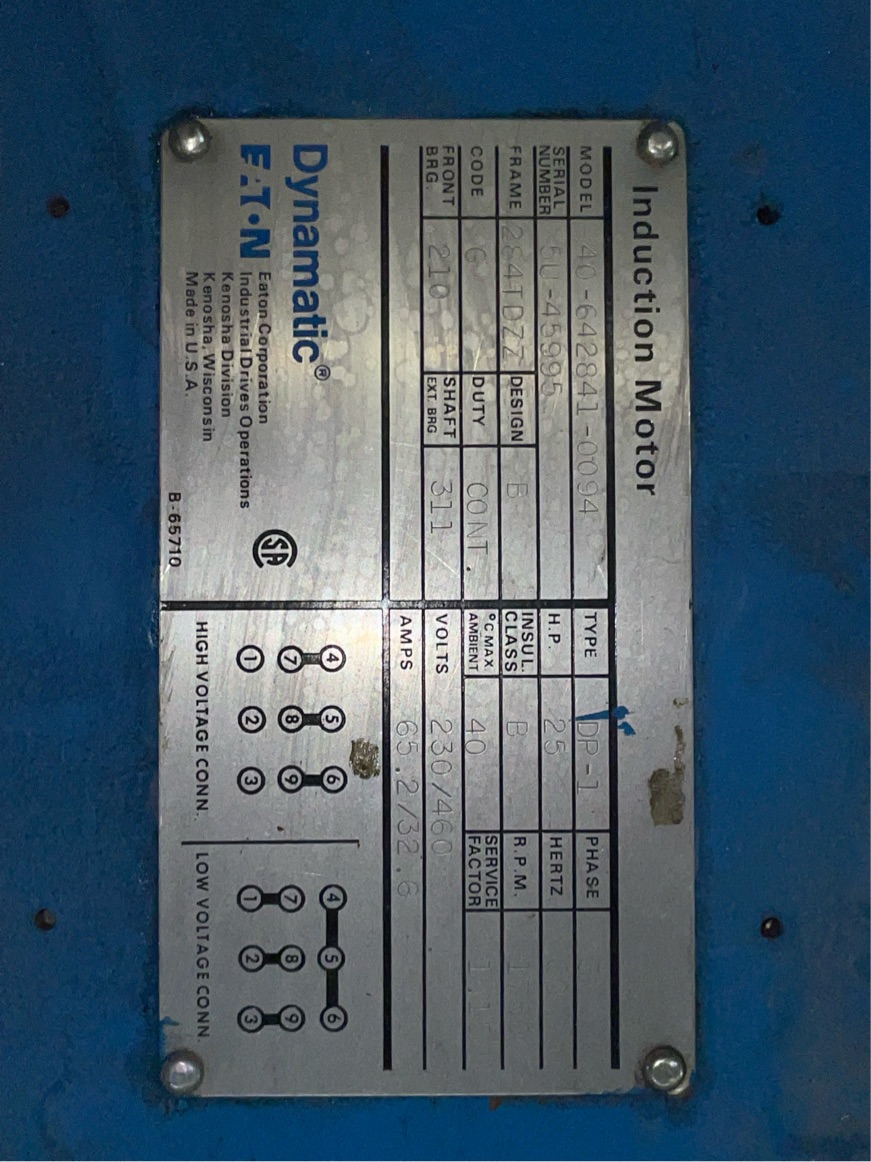 Induction Motor
MODEL 40-642841-0094 TYPE DP-1 PHASE
SERIAL NUMBER 5U-45995 H.P. 25 HERTZ
FRAME 284TDZZ DESIGN B INSUL. CLASS B R.P.M.
CODE G DUTY CONT. °C MAX AMBIENT 40 SERVICE FACTOR
FRONT BRG. 210 SHAFT EXT. BRG 311 VOLTS 230/460
AMPS 65.2/32.6
Dynamatic®
EATON
Eaton Corporation
Industrial Drives Operations
Kenosha Division
Kenosha, Wisconsin
Made in U.S.A.
SA
B-65710
4 5 6
7 8 9
1 2 3
HIGH VOLTAGE CONN.
4 5 6
7 8 9
1 2 3
LOW VOLTAGE CONN.